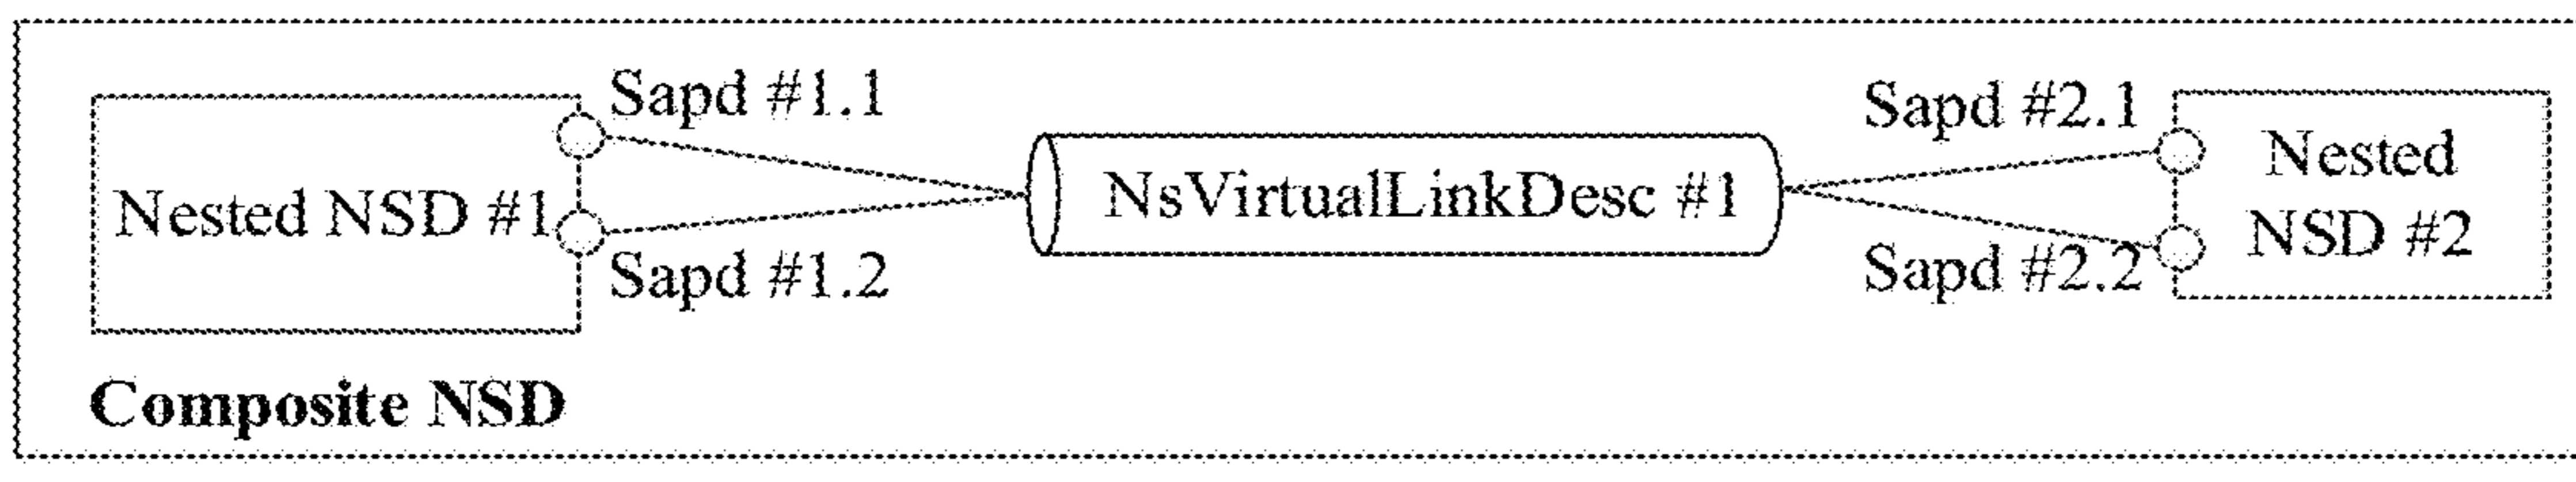 Sapd #1.1
Nested NSD #1
Sapd #1.2
NsVirtualLinkDesc #1
Sapd #2.1
Sapd #2.2
Nested
NSD #2
Composite NSD